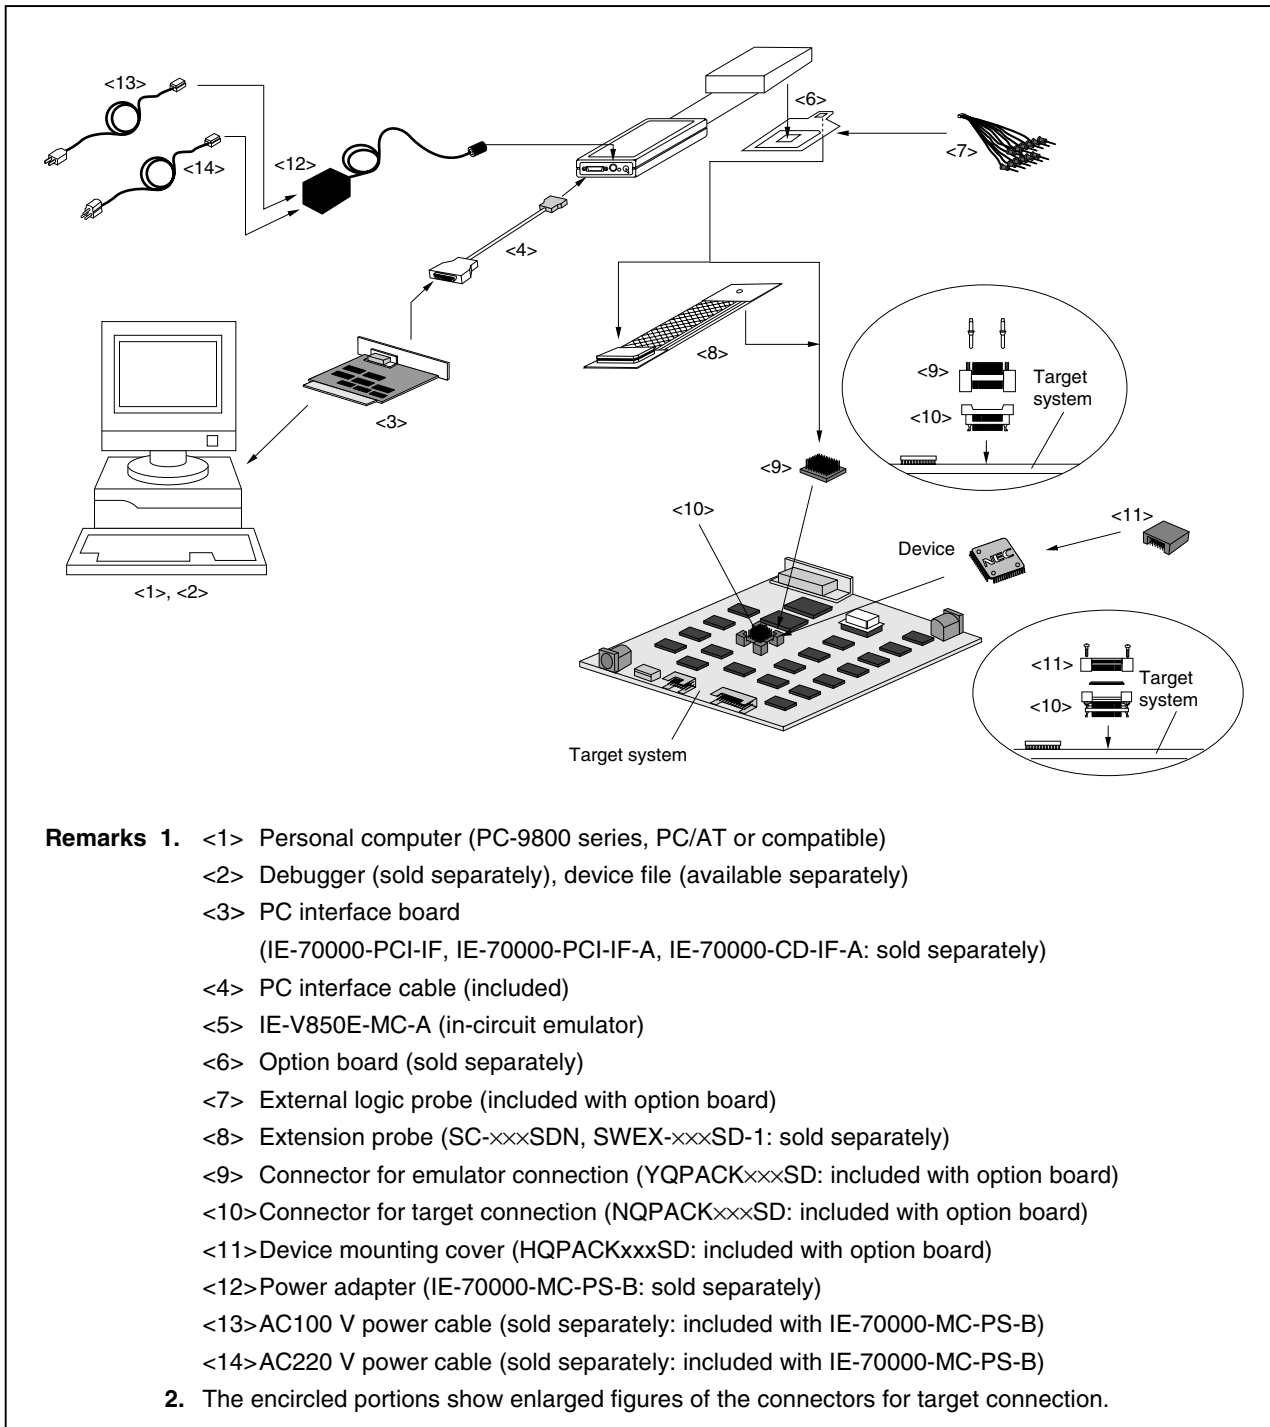 <13>
<6>
<14>
<12>
<7>
<4>
<8>
<9>
Target
system
<10>
<3>
<9>
<10>
<11>
Device
NEC
<1>, <2>
<11>
Target
system
<10>
Target system
Remarks 1. <1> Personal computer (PC-9800 series, PC/AT or compatible)
<2> Debugger (sold separately), device file (available separately)
<3> PC interface board
(IE-70000-PCI-IF, IE-70000-PCI-IF-A, IE-70000-CD-IF-A: sold separately)
<4> PC interface cable (included)
<5> IE-V850E-MC-A (in-circuit emulator)
<6> Option board (sold separately)
<7> External logic probe (included with option board)
<8> Extension probe (SC-×××SDN, SWEX-×××SD-1: sold separately)
<9> Connector for emulator connection (YQPACK×××SD: included with option board)
<10>Connector for target connection (NQPACK×××SD: included with option board)
<11>Device mounting cover (HQPACKxxxSD: included with option board)
<12>Power adapter (IE-70000-MC-PS-B: sold separately)
<13>AC100 V power cable (sold separately: included with IE-70000-MC-PS-B)
<14>AC220 V power cable (sold separately: included with IE-70000-MC-PS-B)
2. The encircled portions show enlarged figures of the connectors for target connection.